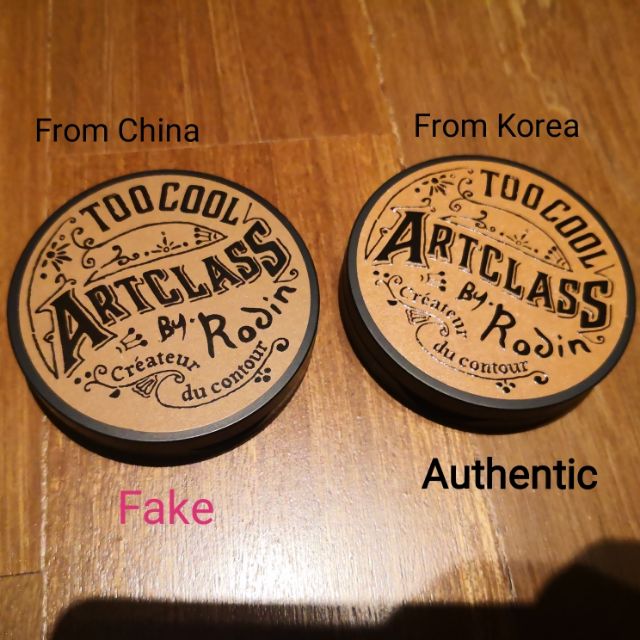 From China
TOO COOL
ARTCLASS
By. Rodin
Créateur
du contour
Fake
From Korea
TOO COOL
ARTCLASS
By. Rodin
Créateur
du contour
Authentic